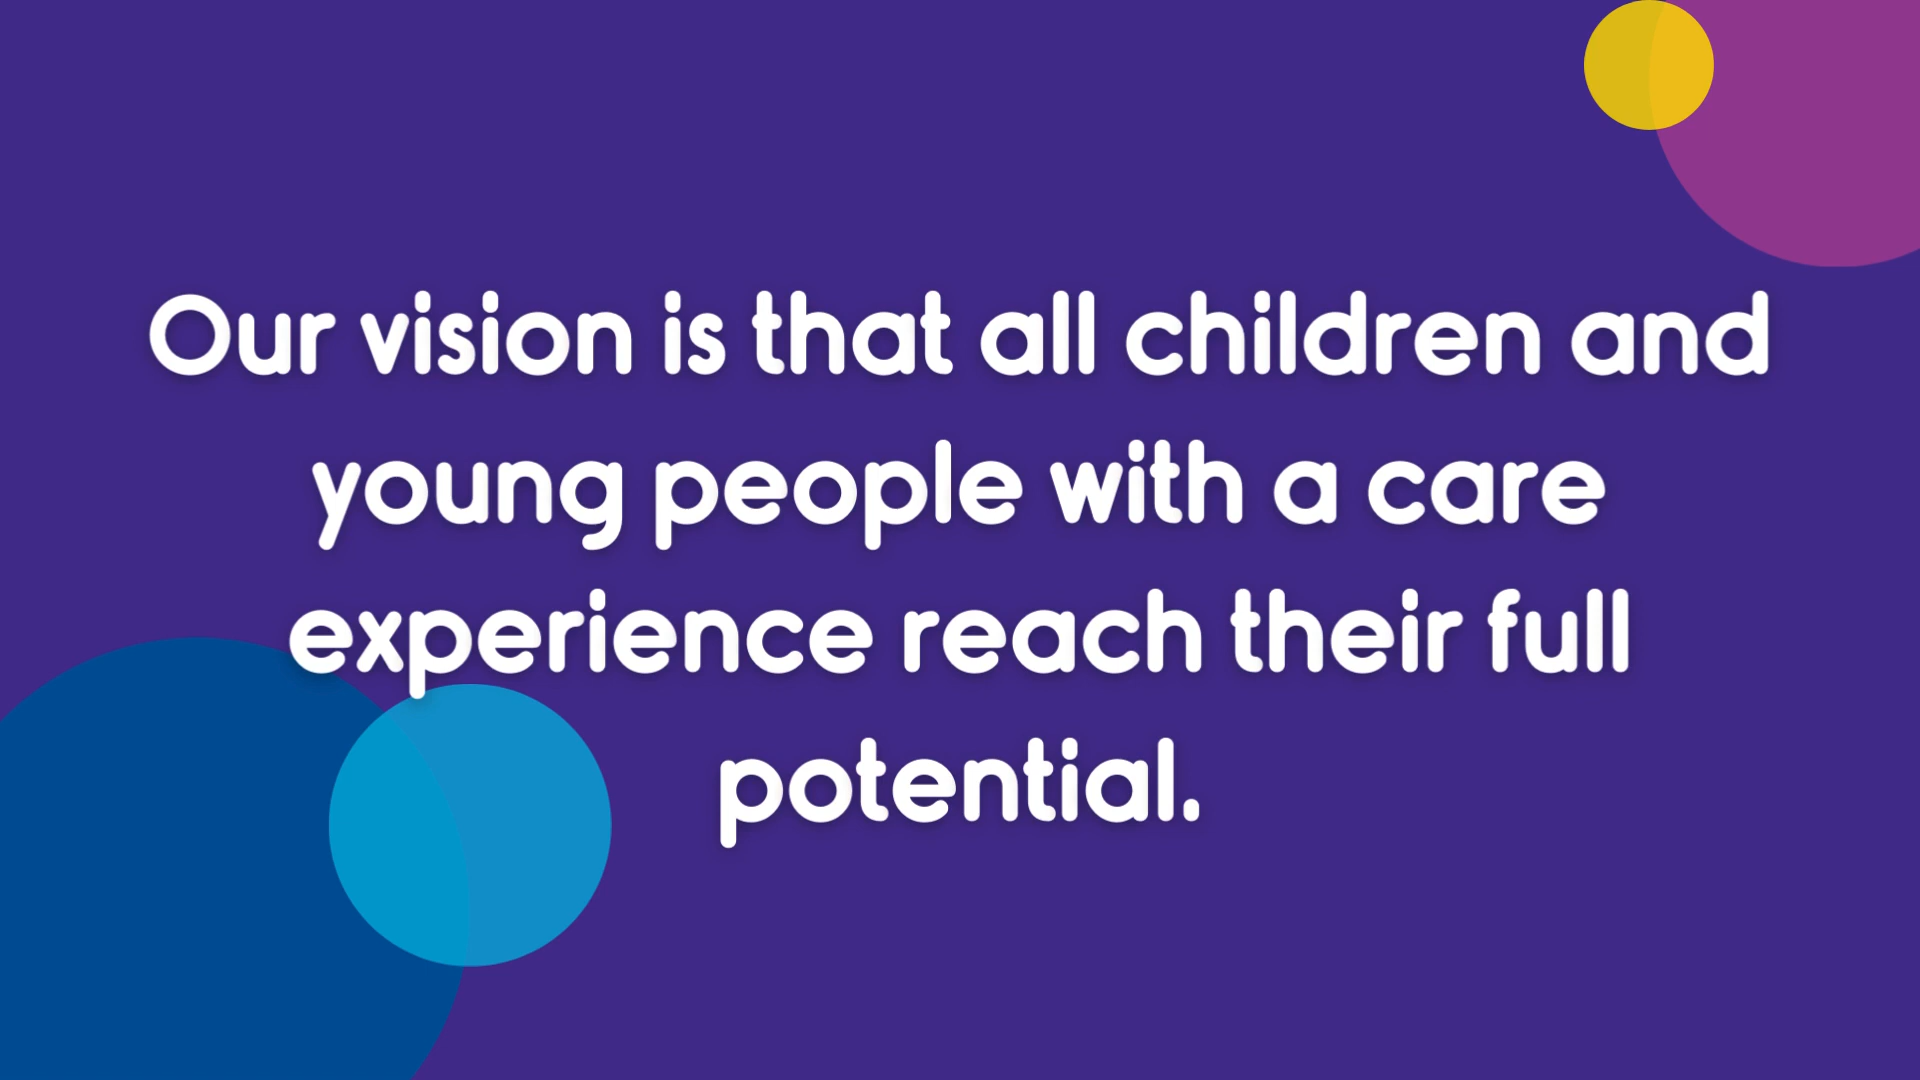 Our vision is that all children and
young people with a care
experience reach their full
potential.